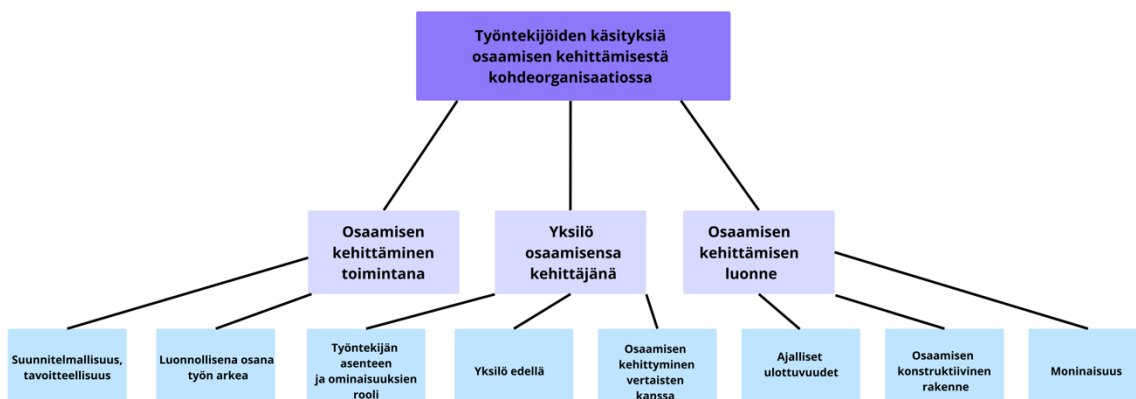 Työntekijöiden käsityksiä
osaamisen kehittämisestä
kohdeorganisaatiossa
Osaamisen
kehittäminen
toimintana
Yksilö
osaamisensa
kehittäjänä
Osaamisen
kehittämisen
luonne
Suunnitelmallisuus,
tavoitteellisuus
Luonnollisena osana
työn arkea
Työntekijän
asenteen
ja ominaisuuksien
rooli
Yksilö edellä
Osaamisen
kehittyminen
vertaisten
kanssa
Ajalliset
ulottuvuudet
Osaamisen
konstruktiivinen
rakenne
Moninaisuus